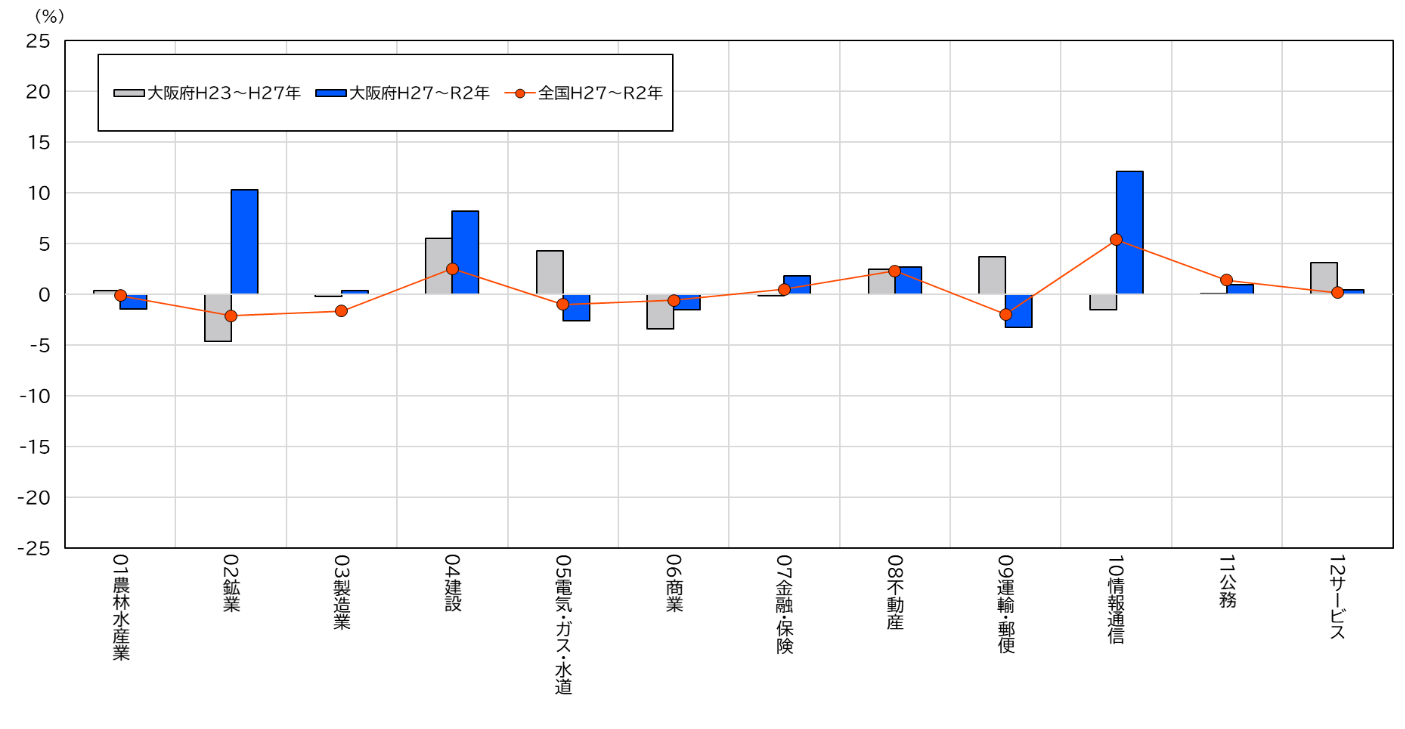 （%）
25
20
15
10
5
0
-5
-10
-15
-20
-25
大阪府H23～H27年 大阪府H27～R2年 全国H27～R2年
01農林水産業
02鉱業
03製造業
04建設
05電気・ガス・水道
06商業
07金融・保険
08不動産
09運輸・郵便
10情報通信
11公務
12サービス